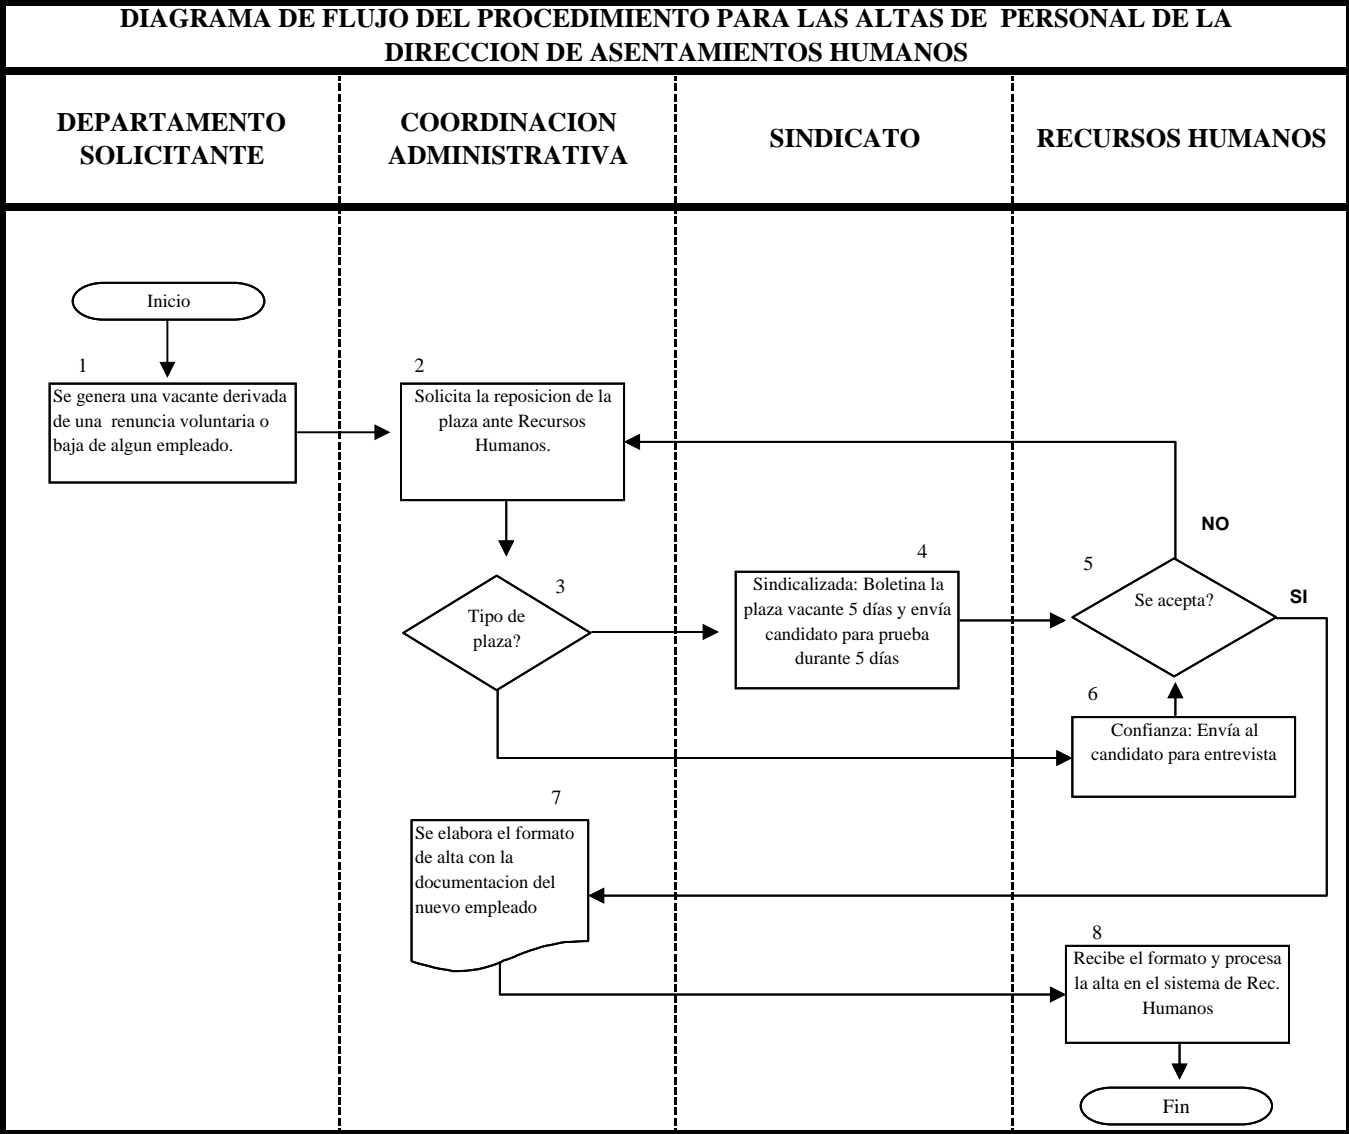 DIAGRAMA DE FLUJO DEL PROCEDIMIENTO PARA LAS ALTAS DE PERSONAL DE LA
DIRECCION DE ASENTAMIENTOS HUMANOS
DEPARTAMENTO
SOLICITANTE
COORDINACION
ADMINISTRATIVA
SINDICATO
RECURSOS HUMANOS
Inicio
1
Se genera una vacante derivada
de una renuncia voluntaria o
baja de algun empleado.
2
Solicita la reposicion de la
plaza ante Recursos
Humanos.
3
Tipo de
plaza?
4
Sindicalizada: Boletina la
plaza vacante 5 días y envía
candidato para prueba
durante 5 días
NO
5
Se acepta?
SI
6
Confianza: Envía al
candidato para entrevista
7
Se elabora el formato
de alta con la
documentacion del
nuevo empleado
8
Recibe el formato y procesa
la alta en el sistema de Rec.
Humanos
Fin